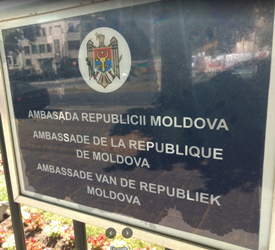 AMBASADA REPUBLICII MOLDOVA
AMBASSADE DE LA REPUBLIQUE
DE MOLDOVA
AMBASSADE VAN DE REPUBLIEK
MOLDOVA